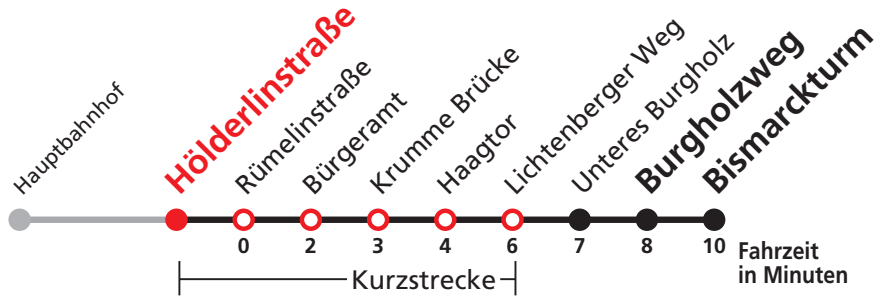 Hauptbahnhof
Hölderlinstraße
Rümelinstraße
Bürgeramt
Krumme Brücke
Haagtor
Lichtenberger Weg
Unteres Burgholz
Burgholzweg
Bismarckturm
0 2 3 4 6 7 8 10 Fahrzeit
in Minuten
Kurzstrecke